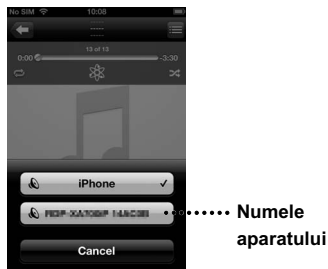 No SIM 10:08
13 of 13
0:00 -3:30
iPhone
Numele
aparatului
Cancel